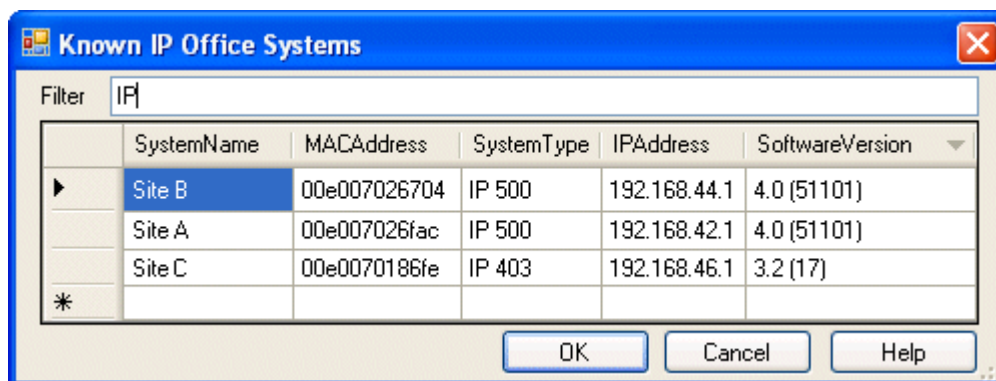 Known IP Office Systems
Filter IP
SystemName MACAddress SystemType IPAddress SoftwareVersion
Site B 00e007026704 IP 500 192.168.44.1 4.0 (51101)
Site A 00e007026fac IP 500 192.168.42.1 4.0 (51101)
Site C 00e0070186fe IP 403 192.168.46.1 3.2 (17)
OK Cancel Help